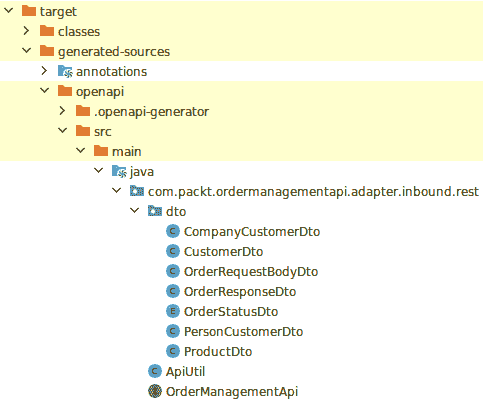 target
classes
generated-sources
annotations
openapi
.openapi-generator
src
main
java
com.packt.ordermanagementapi.adapter.inbound.rest
dto
C CompanyCustomerDto
C CustomerDto
C OrderRequestBodyDto
C OrderResponseDto
E OrderStatusDto
C PersonCustomerDto
C ProductDto
C ApiUtil
OrderManagementApi